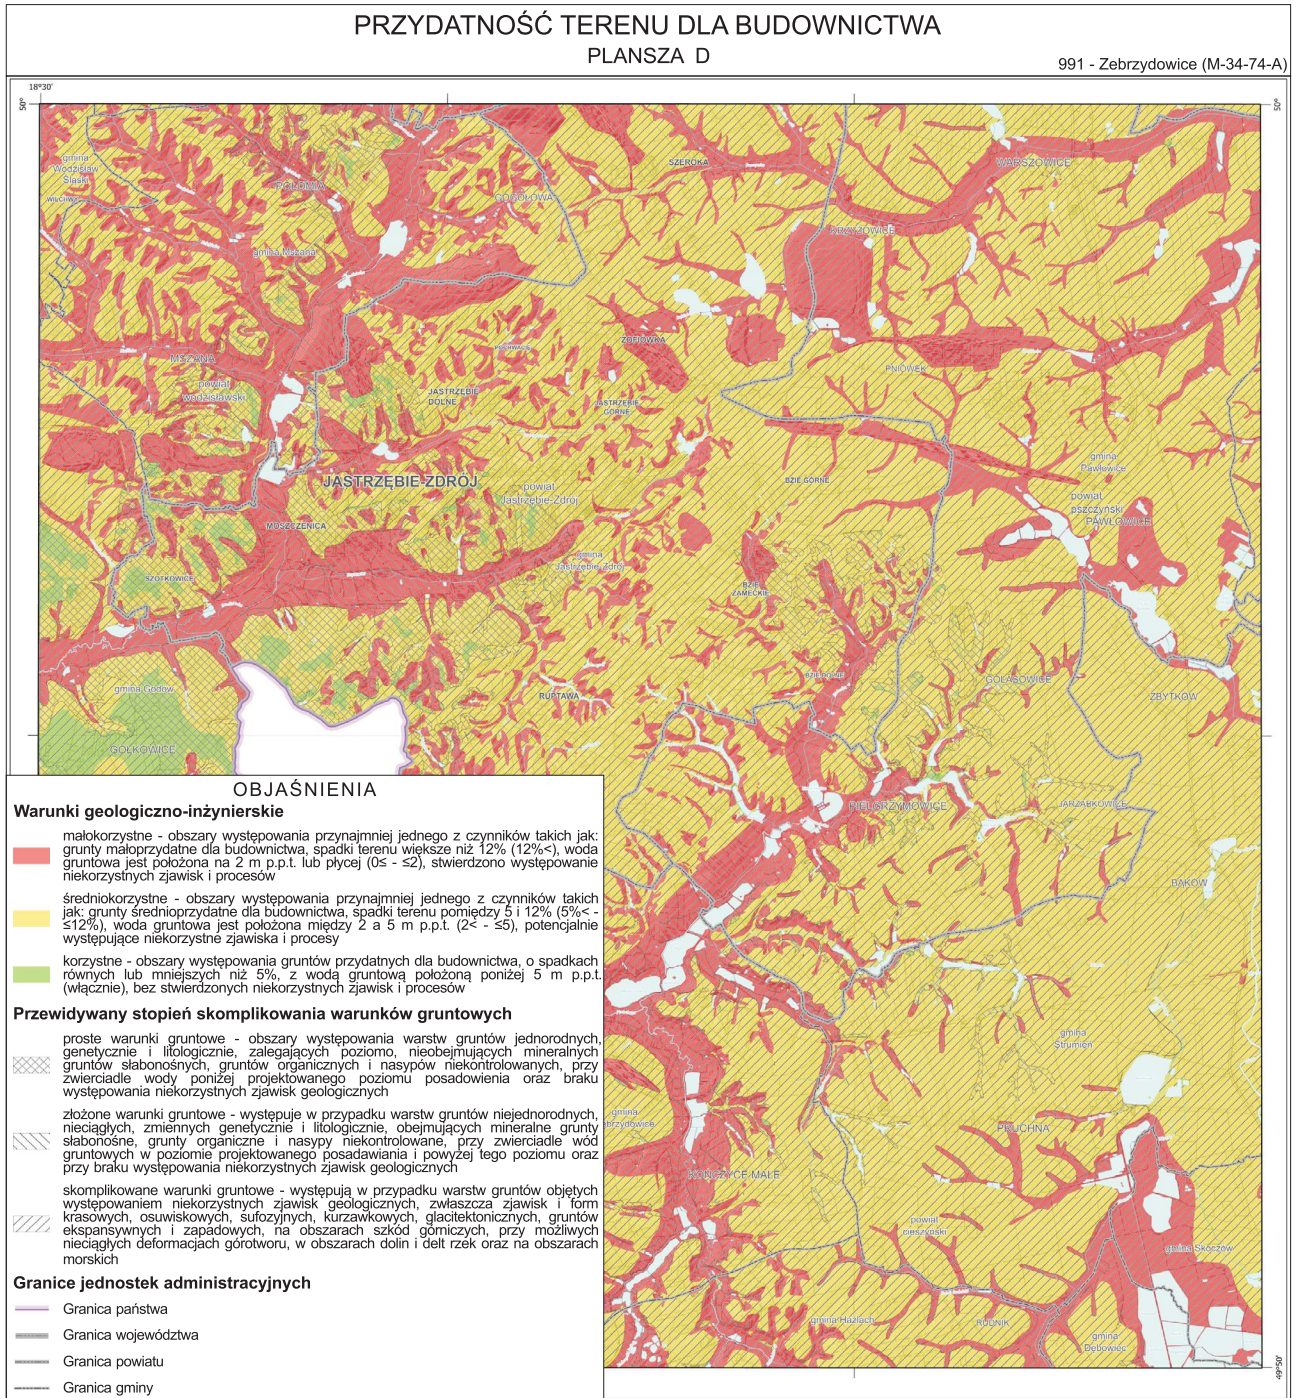 PRZYDATNOŚĆ TERENU DLA BUDOWNICTWA
PLANSZA D
991 - Zebrzydowice (M-34-74-A)
18°30'
50°
50°
gmina
Wodzisław
Śląski
WILCHWY
POŁOMIA
GOGOŁOWA
SZEROKA
WARSZOWICE
KRZYŻOWICE
gmina Mszana
MSZANA
powiat
wodzisławski
ZOFIÓWKA
PNIÓWEK
JASTRZĘBIE
DOLNE
JASTRZĘBIE
GÓRNE
gmina
Pawłowice
JASTRZĘBIE-ZDRÓJ
powiat
Jastrzębie-Zdrój
BZIE GÓRNE
powiat
pszczyński
PAWŁOWICE
MOSZCZENICA
gmina
Jastrzębie-Zdrój
SZOTKOWICE
BZIE
ZAMECKIE
gmina Godów
RUPTAWA
BZIE DOLNE
GOLASOWICE
ZBYTKÓW
GOŁKOWICE
PIELGRZYMOWICE
JARZĄBKOWICE
BĄKÓW
gmina
Strumień
PRUCHNA
KOŃCZYCE MAŁE
powiat
cieszyński
gmina Skoczów
gmina Hażlach
RUDNIK
gmina
Dębowiec
49°50'
OBJAŚNIENIA
Warunki geologiczno-inżynierskie
małokorzystne - obszary występowania przynajmniej jednego z czynników takich jak:
grunty małoprzydatne dla budownictwa, spadki terenu większe niż 12% (12%<), woda
gruntowa jest położona na 2 m p.p.t. lub płycej (0≤ - ≤2), stwierdzono występowanie
niekorzystnych zjawisk i procesów
średniokorzystne - obszary występowania przynajmniej jednego z czynników takich
jak: grunty średnioprzydatne dla budownictwa, spadki terenu pomiędzy 5 i 12% (5%< -
≤12%), woda gruntowa jest położona między 2 a 5 m p.p.t. (2< - ≤5), potencjalnie
występujące niekorzystne zjawiska i procesy
korzystne - obszary występowania gruntów przydatnych dla budownictwa, o spadkach
równych lub mniejszych niż 5%, z wodą gruntową położoną poniżej 5 m p.p.t.
(włącznie), bez stwierdzonych niekorzystnych zjawisk i procesów
Przewidywany stopień skomplikowania warunków gruntowych
proste warunki gruntowe - obszary występowania warstw gruntów jednorodnych,
genetycznie i litologicznie, zalegających poziomo, nieobejmujących mineralnych
gruntów słabonośnych, gruntów organicznych i nasypów niekontrolowanych, przy
zwierciadle wody poniżej projektowanego poziomu posadowienia oraz braku
występowania niekorzystnych zjawisk geologicznych
złożone warunki gruntowe - występuje w przypadku warstw gruntów niejednorodnych,
nieciągłych, zmiennych genetycznie i litologicznie, obejmujących mineralne grunty
słabonośne, grunty organiczne i nasypy niekontrolowane, przy zwierciadle wód
gruntowych w poziomie projektowanego posadawiania i powyżej tego poziomu oraz
przy braku występowania niekorzystnych zjawisk geologicznych
skomplikowane warunki gruntowe - występują w przypadku warstw gruntów objętych
występowaniem niekorzystnych zjawisk geologicznych, zwłaszcza zjawisk i form
krasowych, osuwiskowych, sufozyjnych, kurzawkowych, glacitektonicznych, gruntów
ekspansywnych i zapadowych, na obszarach szkód górniczych, przy możliwych
nieciągłych deformacjach górotworu, w obszarach dolin i delt rzek oraz na obszarach
morskich
Granice jednostek administracyjnych
Granica państwa
Granica województwa
Granica powiatu
Granica gminy